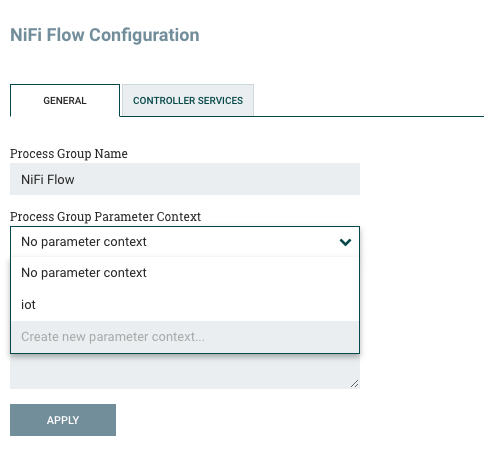 NiFi Flow Configuration
GENERAL
CONTROLLER SERVICES
Process Group Name
NiFi Flow
Process Group Parameter Context
No parameter context
No parameter context
iot
Create new parameter context...
APPLY